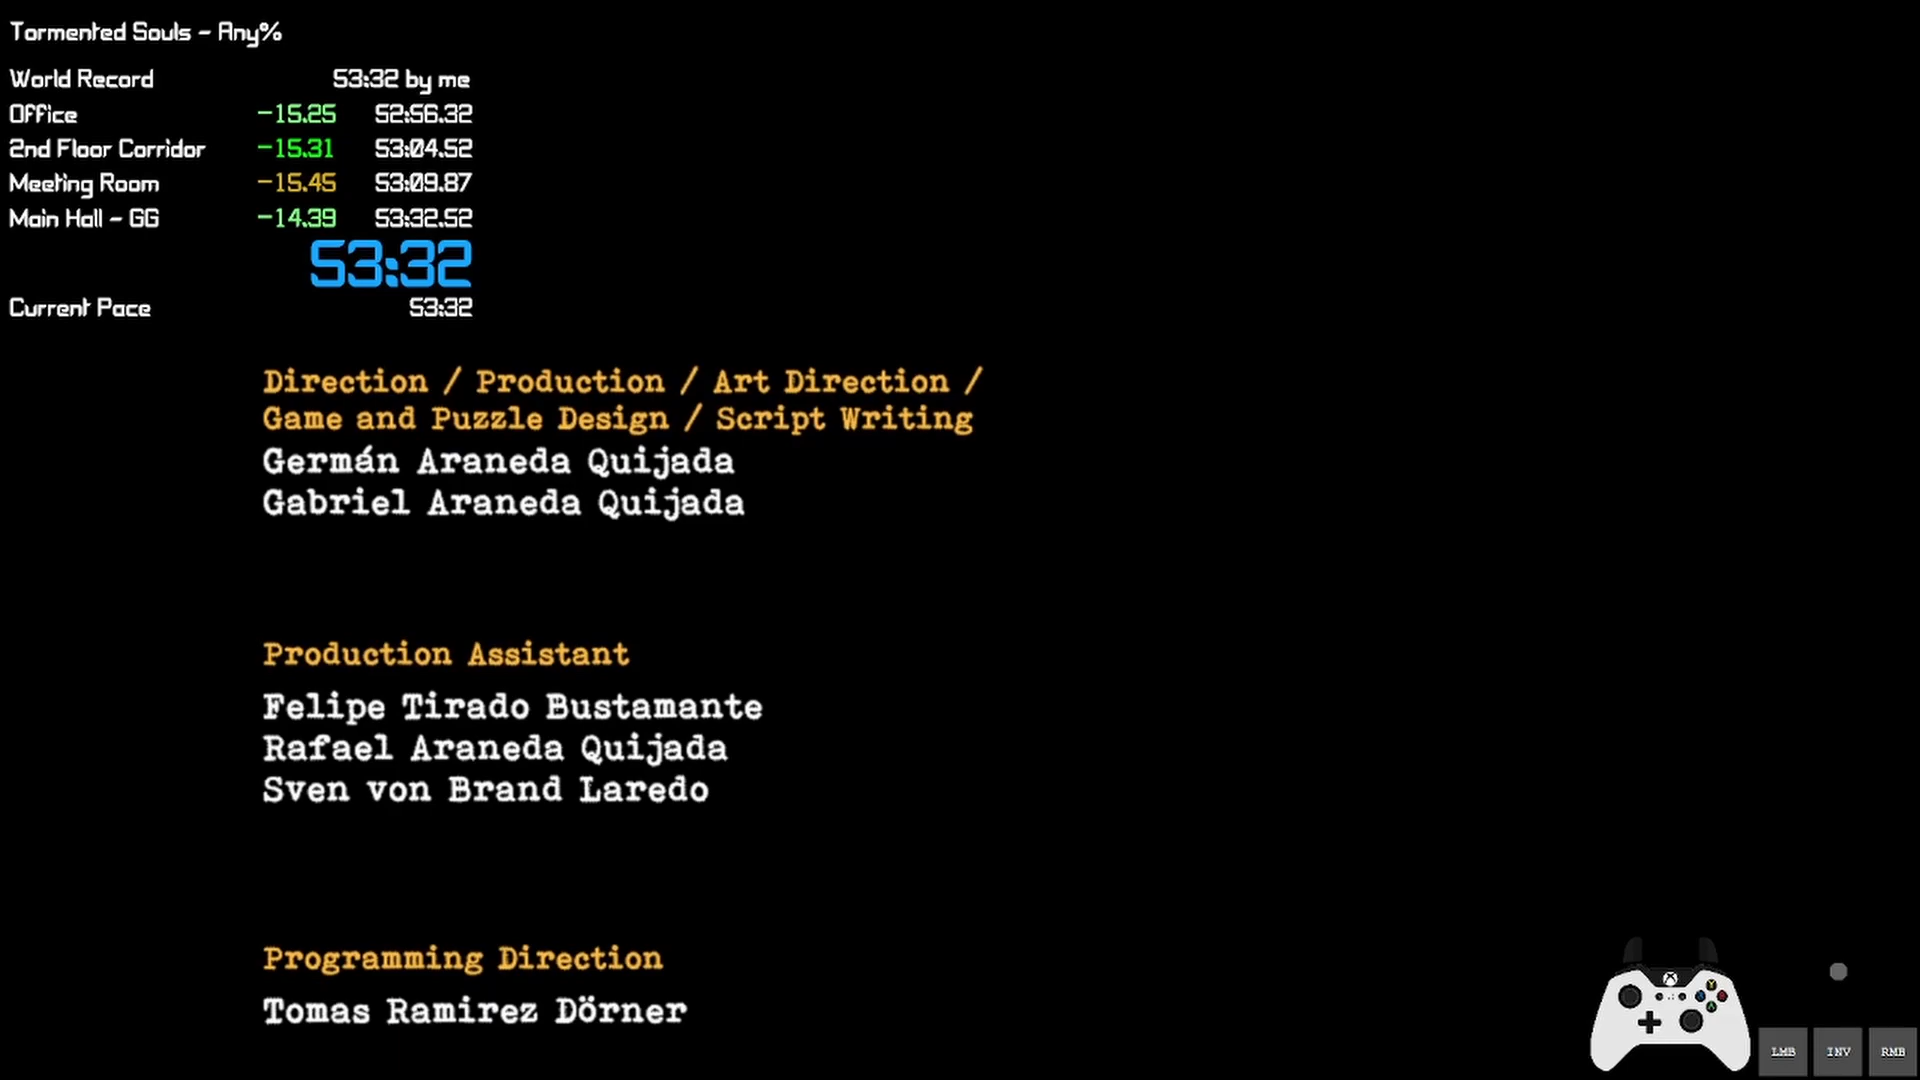 Tormented Souls - Any%
World Record 53:32 by me
Office -15.25 52:56.32
2nd Floor Corridor -15.31 53:04.52
Meeting Room -15.45 53:09.87
Main Hall - GG -14.39 53:32.52
53:32
Current Pace 53:32
Direction / Production / Art Direction /
Game and Puzzle Design / Script Writing
Germán Araneda Quijada
Gabriel Araneda Quijada
Production Assistant
Felipe Tirado Bustamante
Rafael Araneda Quijada
Sven von Brand Laredo
Programming Direction
Tomas Ramirez Dörner
Y
X B
A
LMB INV RMB